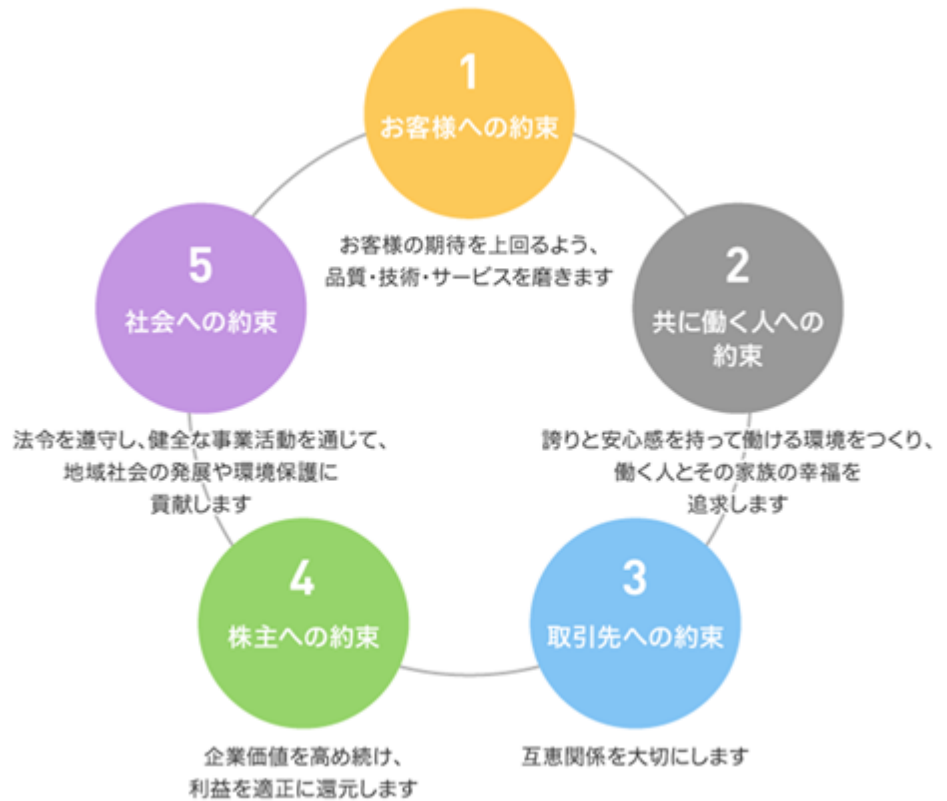 1
お客様への約束
お客様の期待を上回るよう、
品質・技術・サービスを磨きます
2
共に働く人への
約束
誇りと安心感を持って働ける環境をつくり、
働く人とその家族の幸福を
追求します
3
取引先への約束
互恵関係を大切にします
4
株主への約束
企業価値を高め続け、
利益を適正に還元します
5
社会への約束
法令を遵守し、健全な事業活動を通じて、
地域社会の発展や環境保護に
貢献します